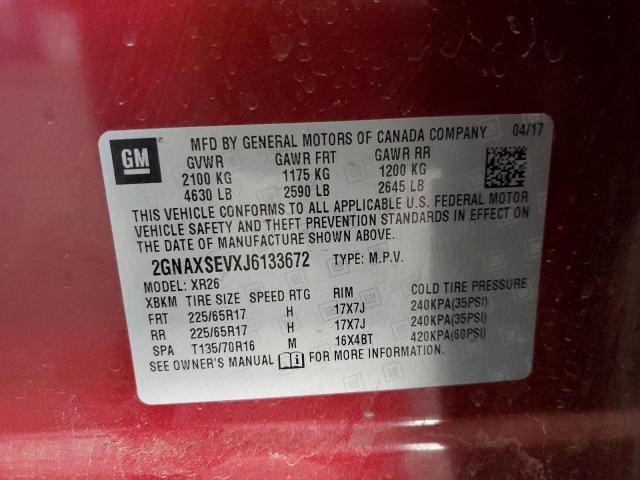 GM
MFD BY GENERAL MOTORS OF CANADA COMPANY 04/17
GVWR GAWR FRT GAWR RR
2100 KG 1175 KG 1200 KG
4630 LB 2590 LB 2645 LB
THIS VEHICLE CONFORMS TO ALL APPLICABLE U.S. FEDERAL MOTOR
VEHICLE SAFETY AND THEFT PREVENTION STANDARDS IN EFFECT ON
THE DATE OF MANUFACTURE SHOWN ABOVE.
2GNAXSEVXJ6133672 TYPE: M.P.V.
MODEL: XR26
XBKM TIRE SIZE SPEED RTG RIM COLD TIRE PRESSURE
FRT 225/65R17 H 17X7J 240KPA(35PSI)
RR 225/65R17 H 17X7J 240KPA(35PSI)
SPA T135/70R16 M 16X4BT 420KPA(60PSI)
SEE OWNER'S MANUAL FOR MORE INFORMATION.